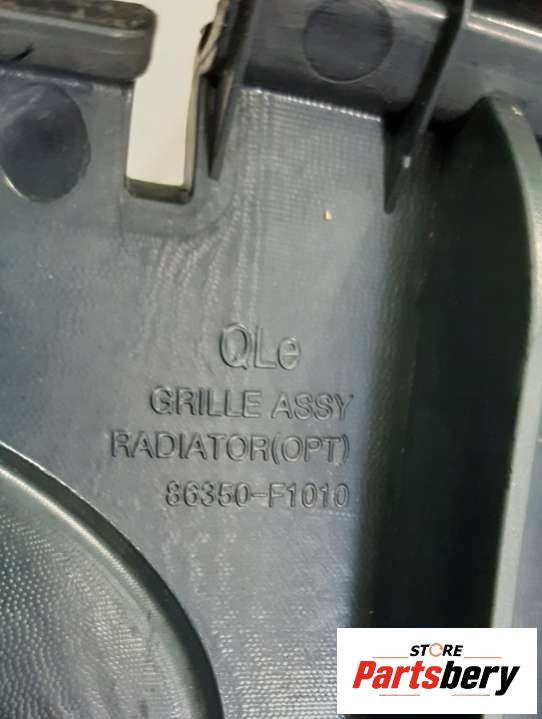 QLe
GRILLE ASSY
RADIATOR(OPT)
86350-F1010
STORE
Partsbery